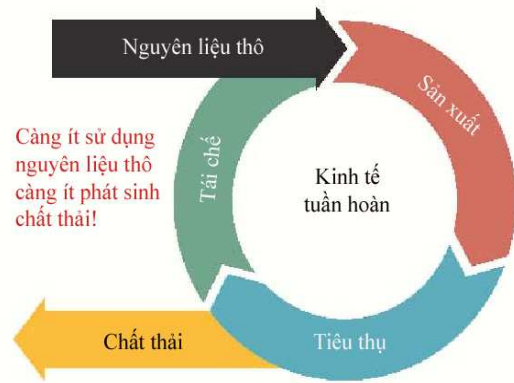 Nguyên liệu thô
Sản xuất
Càng ít sử dụng
nguyên liệu thô
càng ít phát sinh
chất thải!
Tái chế
Kinh tế
tuần hoàn
Chất thải
Tiêu thụ